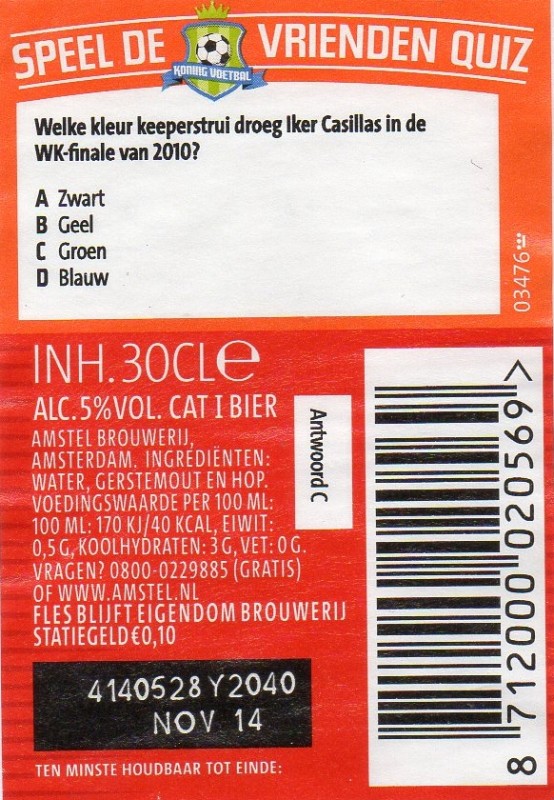 SPEEL DE VRIENDEN QUIZ
KONING VOETBAL
Welke kleur keeperstrui droeg Iker Casillas in de
WK-finale van 2010?
A Zwart
B Geel
C Groen
D Blauw
03476
INH.30CL℮
ALC.5%VOL. CAT I BIER
AMSTEL BROUWERIJ,
AMSTERDAM. INGREDIËNTEN:
WATER, GERSTEMOUT EN HOP.
VOEDINGSWAARDE PER 100 ML:
100 ML: 170 KJ/40 KCAL, EIWIT:
0,5 G, KOOLHYDRATEN: 3 G, VET: 0 G.
VRAGEN? 0800-0229885 (GRATIS)
OF WWW.AMSTEL.NL
FLES BLIJFT EIGENDOM BROUWERIJ
STATIEGELD €0,10
Antwoord C
8 712000 020569 >
4140528Y2040
NOV 14
TEN MINSTE HOUDBAAR TOT EINDE: